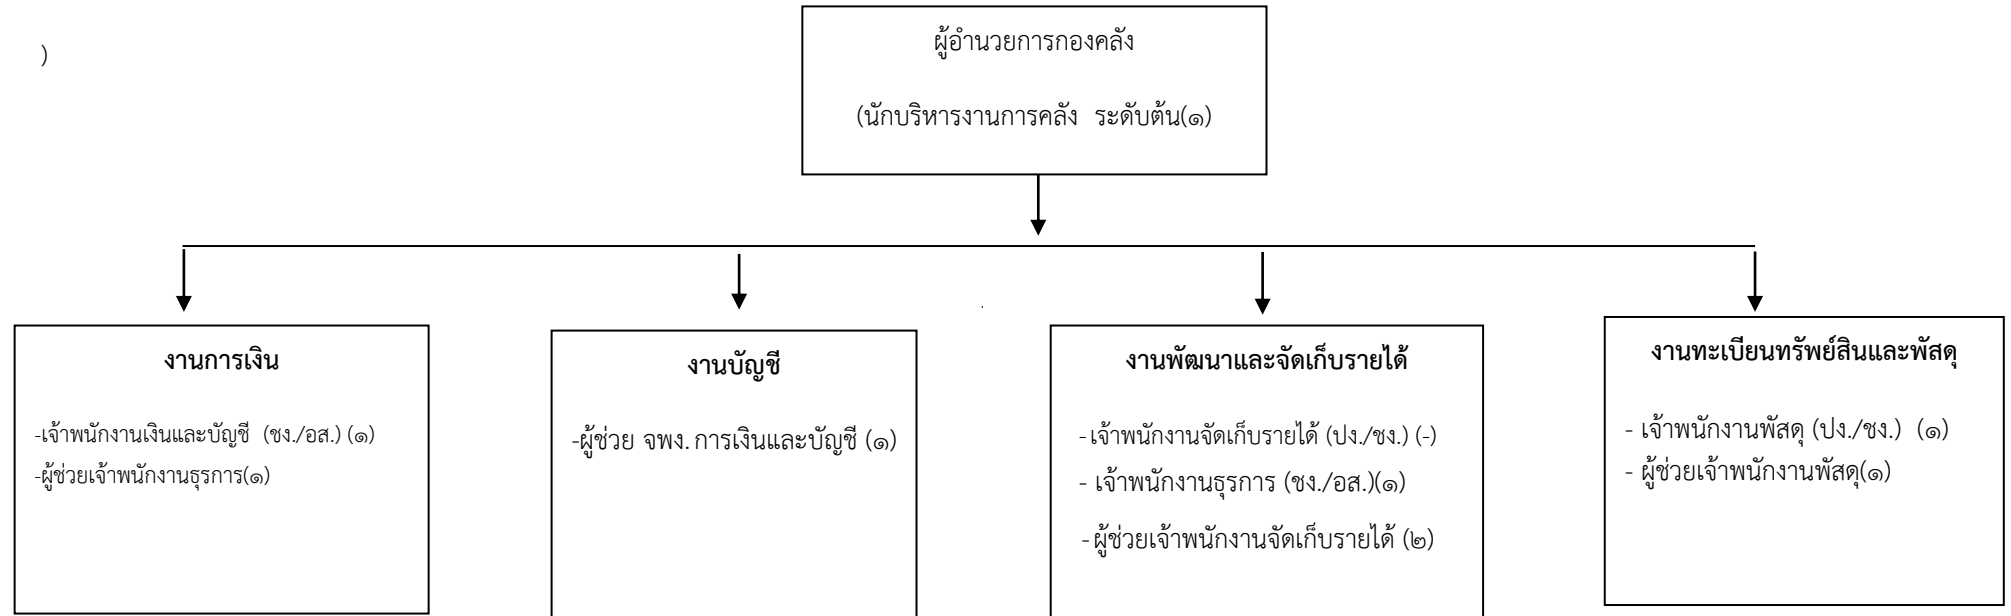 )
ผู้อำนวยการกองคลัง
(นักบริหารงานการคลัง ระดับต้น(๑)
งานการเงิน
-เจ้าพนักงานเงินและบัญชี (ชง./อส.) (๑)
-ผู้ช่วยเจ้าพนักงานธุรการ(๑)
งานบัญชี
-ผู้ช่วย จพง. การเงินและบัญชี (๑)
งานพัฒนาและจัดเก็บรายได้
- เจ้าพนักงานจัดเก็บรายได้ (ปง./ชง.) (-)
- เจ้าพนักงานธุรการ (ชง./อส.)(๑)
- ผู้ช่วยเจ้าพนักงานจัดเก็บรายได้ (๒)
งานทะเบียนทรัพย์สินและพัสดุ
- เจ้าพนักงานพัสดุ (ปง./ชง.) (๑)
- ผู้ช่วยเจ้าพนักงานพัสดุ(๑)